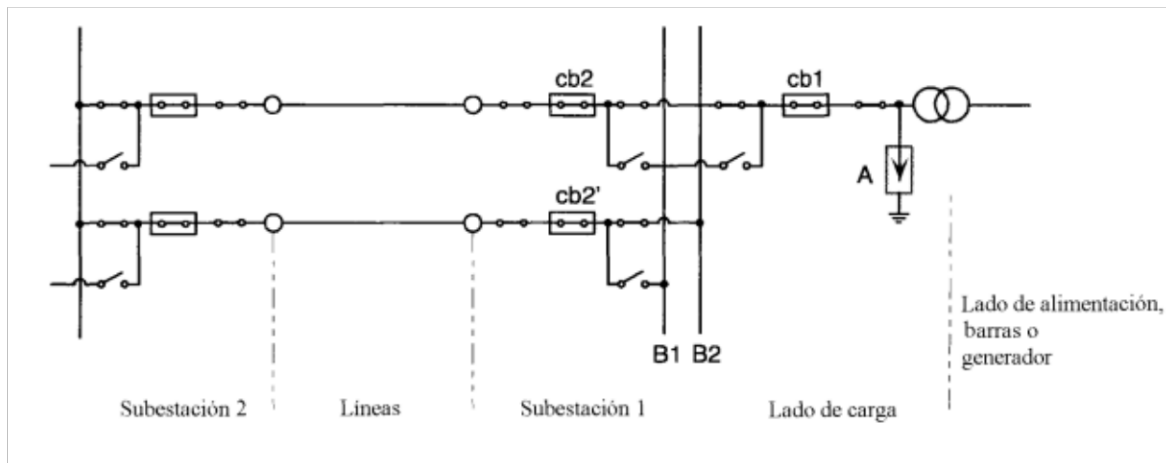 cb2
cb1
A
cb2'
B1 B2
Lado de alimentación,
barras o
generador
Subestación 2
Líneas
Subestación 1
Lado de carga